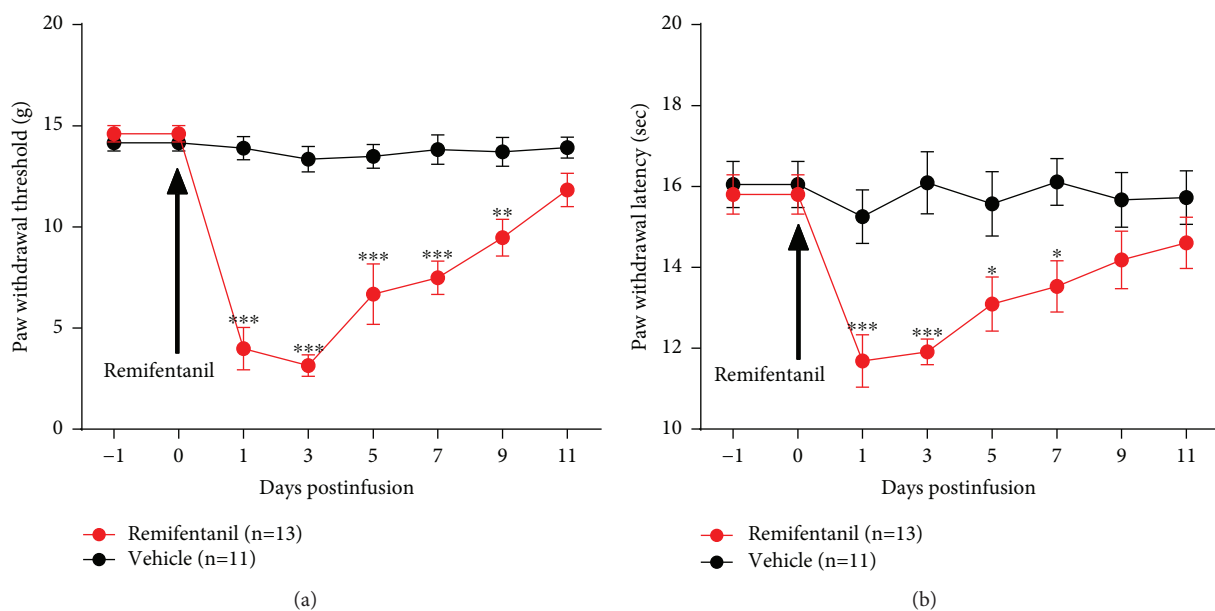 20
15
10
5
0
Paw withdrawal threshold (g)
***
***
***
***
**
Remifentanil
−1 0 1 3 5 7 9 11
Days postinfusion
Remifentanil (n=13)
Vehicle (n=11)
(a)
20
18
16
14
12
10
Paw withdrawal latency (sec)
***
***
*
*
Remifentanil
−1 0 1 3 5 7 9 11
Days postinfusion
Remifentanil (n=13)
Vehicle (n=11)
(b)